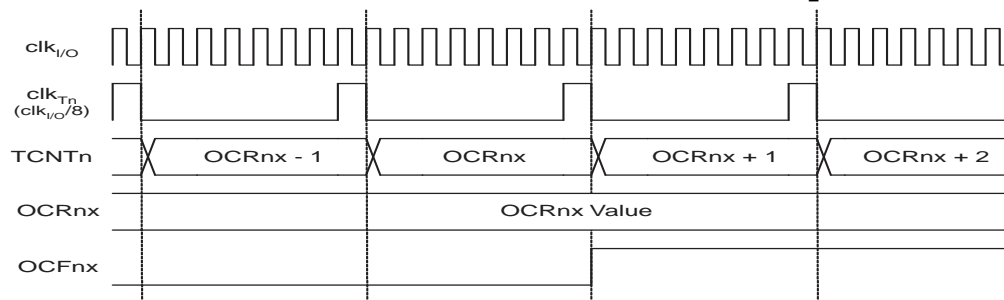 clkI/O
clkTn
(clkI/O/8)
TCNTn
OCRnx - 1
OCRnx
OCRnx + 1
OCRnx + 2
OCRnx
OCRnx Value
OCFnx